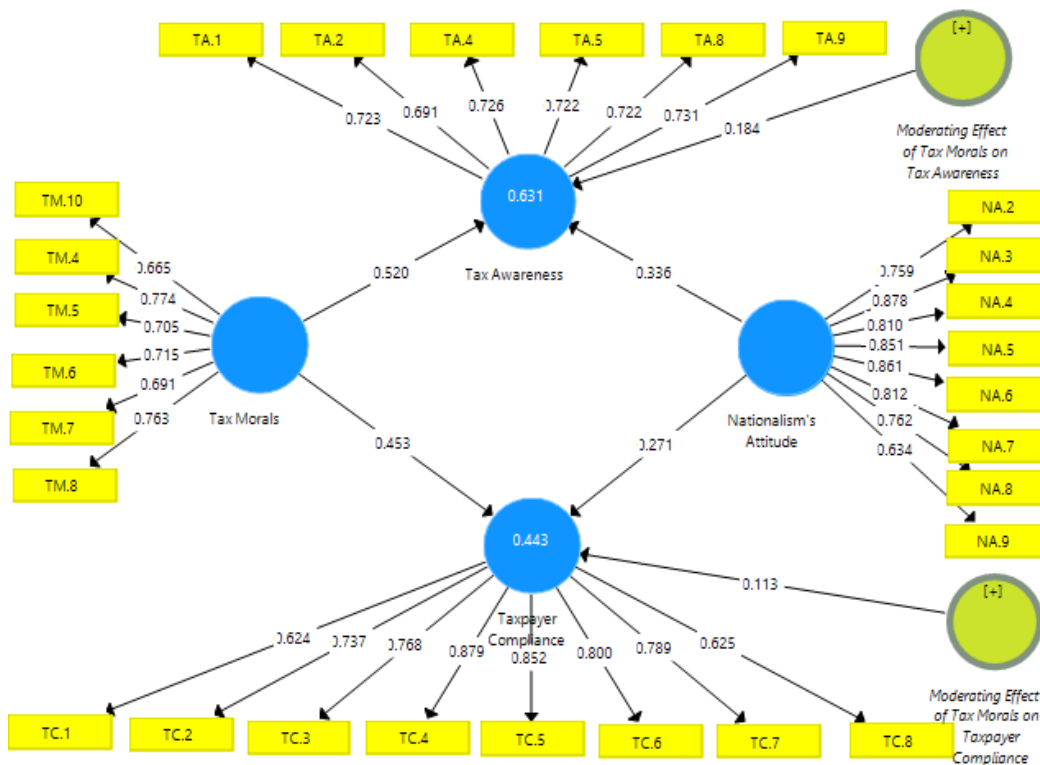 TA.1
TA.2
TA.4
TA.5
TA.8
TA.9
[+]
0.723
0.691
0.726
0.722
0.722
0.731
0.184
Moderating Effect
of Tax Morals on
Tax Awareness
0.631
Tax Awareness
TM.10
TM.4
TM.5
TM.6
TM.7
TM.8
0.665
0.774
0.705
0.715
0.691
0.763
Tax Morals
0.520
0.336
0.453
0.271
NA.2
NA.3
NA.4
NA.5
NA.6
NA.7
NA.8
NA.9
0.759
0.878
0.810
0.851
0.861
0.812
0.762
0.634
Nationalism's
Attitude
0.443
Taxpayer
Compliance
0.113
[+]
Moderating Effect
of Tax Morals on
Taxpayer
Compliance
0.624
0.737
0.768
0.879
0.852
0.800
0.789
0.625
TC.1
TC.2
TC.3
TC.4
TC.5
TC.6
TC.7
TC.8